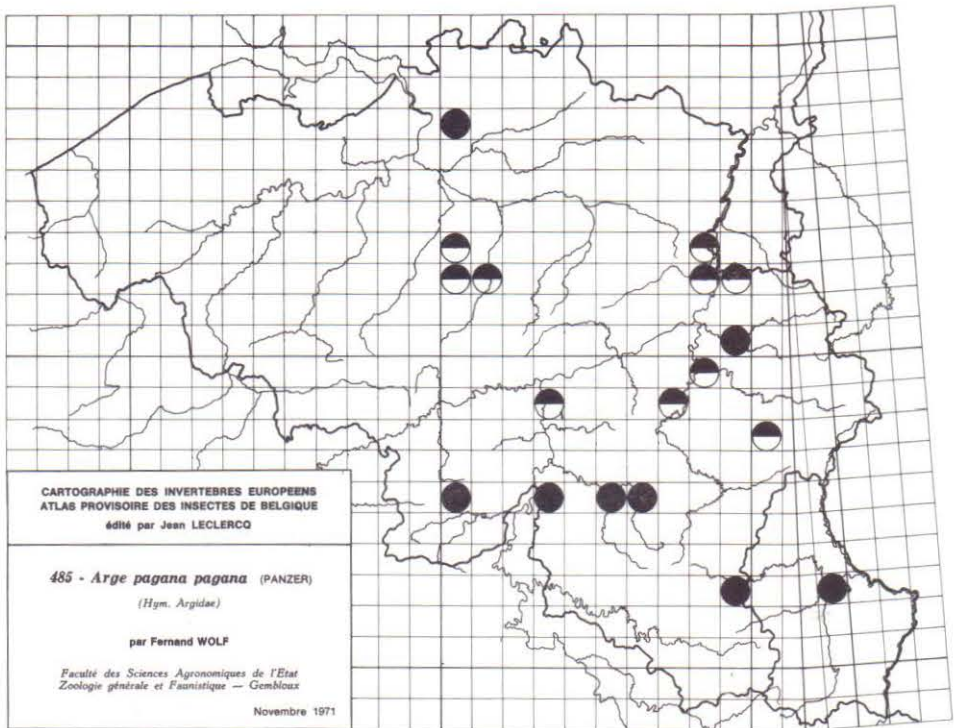 CARTOGRAPHIE DES INVERTEBRES EUROPEENS
ATLAS PROVISOIRE DES INSECTES DE BELGIQUE
édité par Jean LECLERCQ
485 - Arge pagana pagana (PANZER)
(Hym. Argidae)
par Fernand WOLF
Faculté des Sciences Agronomiques de l'Etat
Zoologie générale et Faunistique — Gembloux
Novembre 1971